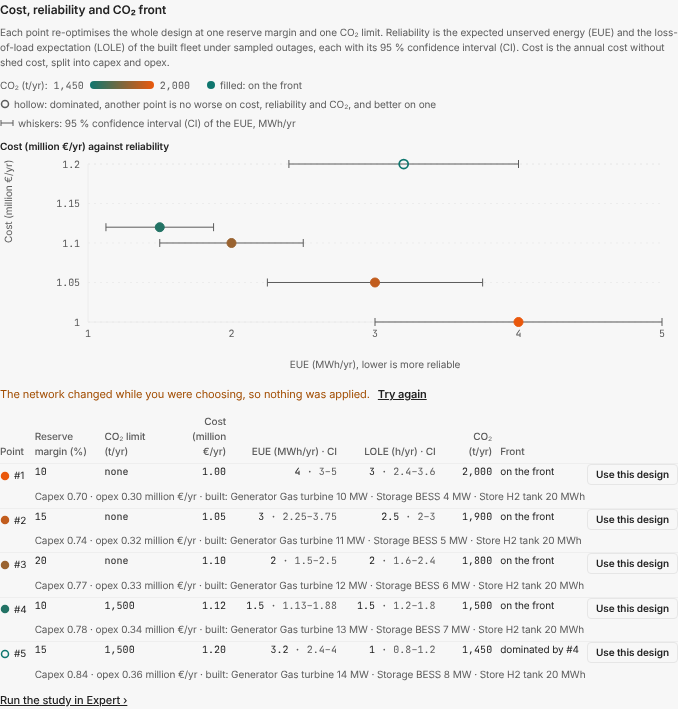 Cost, reliability and CO₂ front
Each point re-optimises the whole design at one reserve margin and one CO₂ limit. Reliability is the expected unserved energy (EUE) and the loss-
of-load expectation (LOLE) of the built fleet under sampled outages, each with its 95 % confidence interval (CI). Cost is the annual cost without
shed cost, split into capex and opex.
CO₂ (t/yr): 1,450 2,000 filled: on the front
hollow: dominated, another point is no worse on cost, reliability and CO₂, and better on one
whiskers: 95 % confidence interval (CI) of the EUE, MWh/yr
Cost (million €/yr) against reliability
Cost (million €/yr)
1.2
1.15
1.1
1.05
1
1 2 3 4 5
EUE (MWh/yr), lower is more reliable
The network changed while you were choosing, so nothing was applied. Try again
Point Reserve margin (%) CO₂ limit (t/yr) Cost (million €/yr) EUE (MWh/yr) · CI LOLE (h/yr) · CI CO₂ (t/yr) Front
#1 10 none 1.00 4 · 3–5 3 · 2.4–3.6 2,000 on the front Use this design
Capex 0.70 · opex 0.30 million €/yr · built: Generator Gas turbine 10 MW · Storage BESS 4 MW · Store H2 tank 20 MWh
#2 15 none 1.05 3 · 2.25–3.75 2.5 · 2–3 1,900 on the front Use this design
Capex 0.74 · opex 0.32 million €/yr · built: Generator Gas turbine 11 MW · Storage BESS 5 MW · Store H2 tank 20 MWh
#3 20 none 1.10 2 · 1.5–2.5 2 · 1.6–2.4 1,800 on the front Use this design
Capex 0.77 · opex 0.33 million €/yr · built: Generator Gas turbine 12 MW · Storage BESS 6 MW · Store H2 tank 20 MWh
#4 10 1,500 1.12 1.5 · 1.13–1.88 1.5 · 1.2–1.8 1,500 on the front Use this design
Capex 0.78 · opex 0.34 million €/yr · built: Generator Gas turbine 13 MW · Storage BESS 7 MW · Store H2 tank 20 MWh
#5 15 1,500 1.20 3.2 · 2.4–4 1 · 0.8–1.2 1,450 dominated by #4 Use this design
Capex 0.84 · opex 0.36 million €/yr · built: Generator Gas turbine 14 MW · Storage BESS 8 MW · Store H2 tank 20 MWh
Run the study in Expert ›